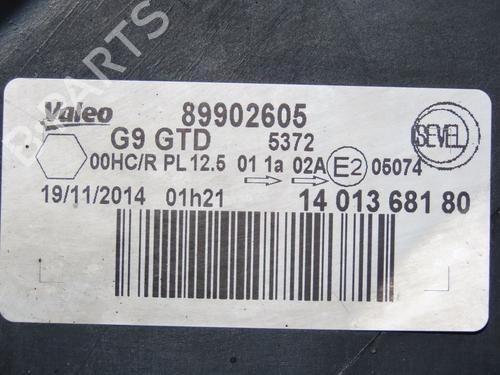 B-PARTS
Valeo 89902605
G9 GTD 5372 SEVEL
00HC/R PL 12.5 01 1a 02A E2 05074
19/11/2014 01h21 14 013 681 80